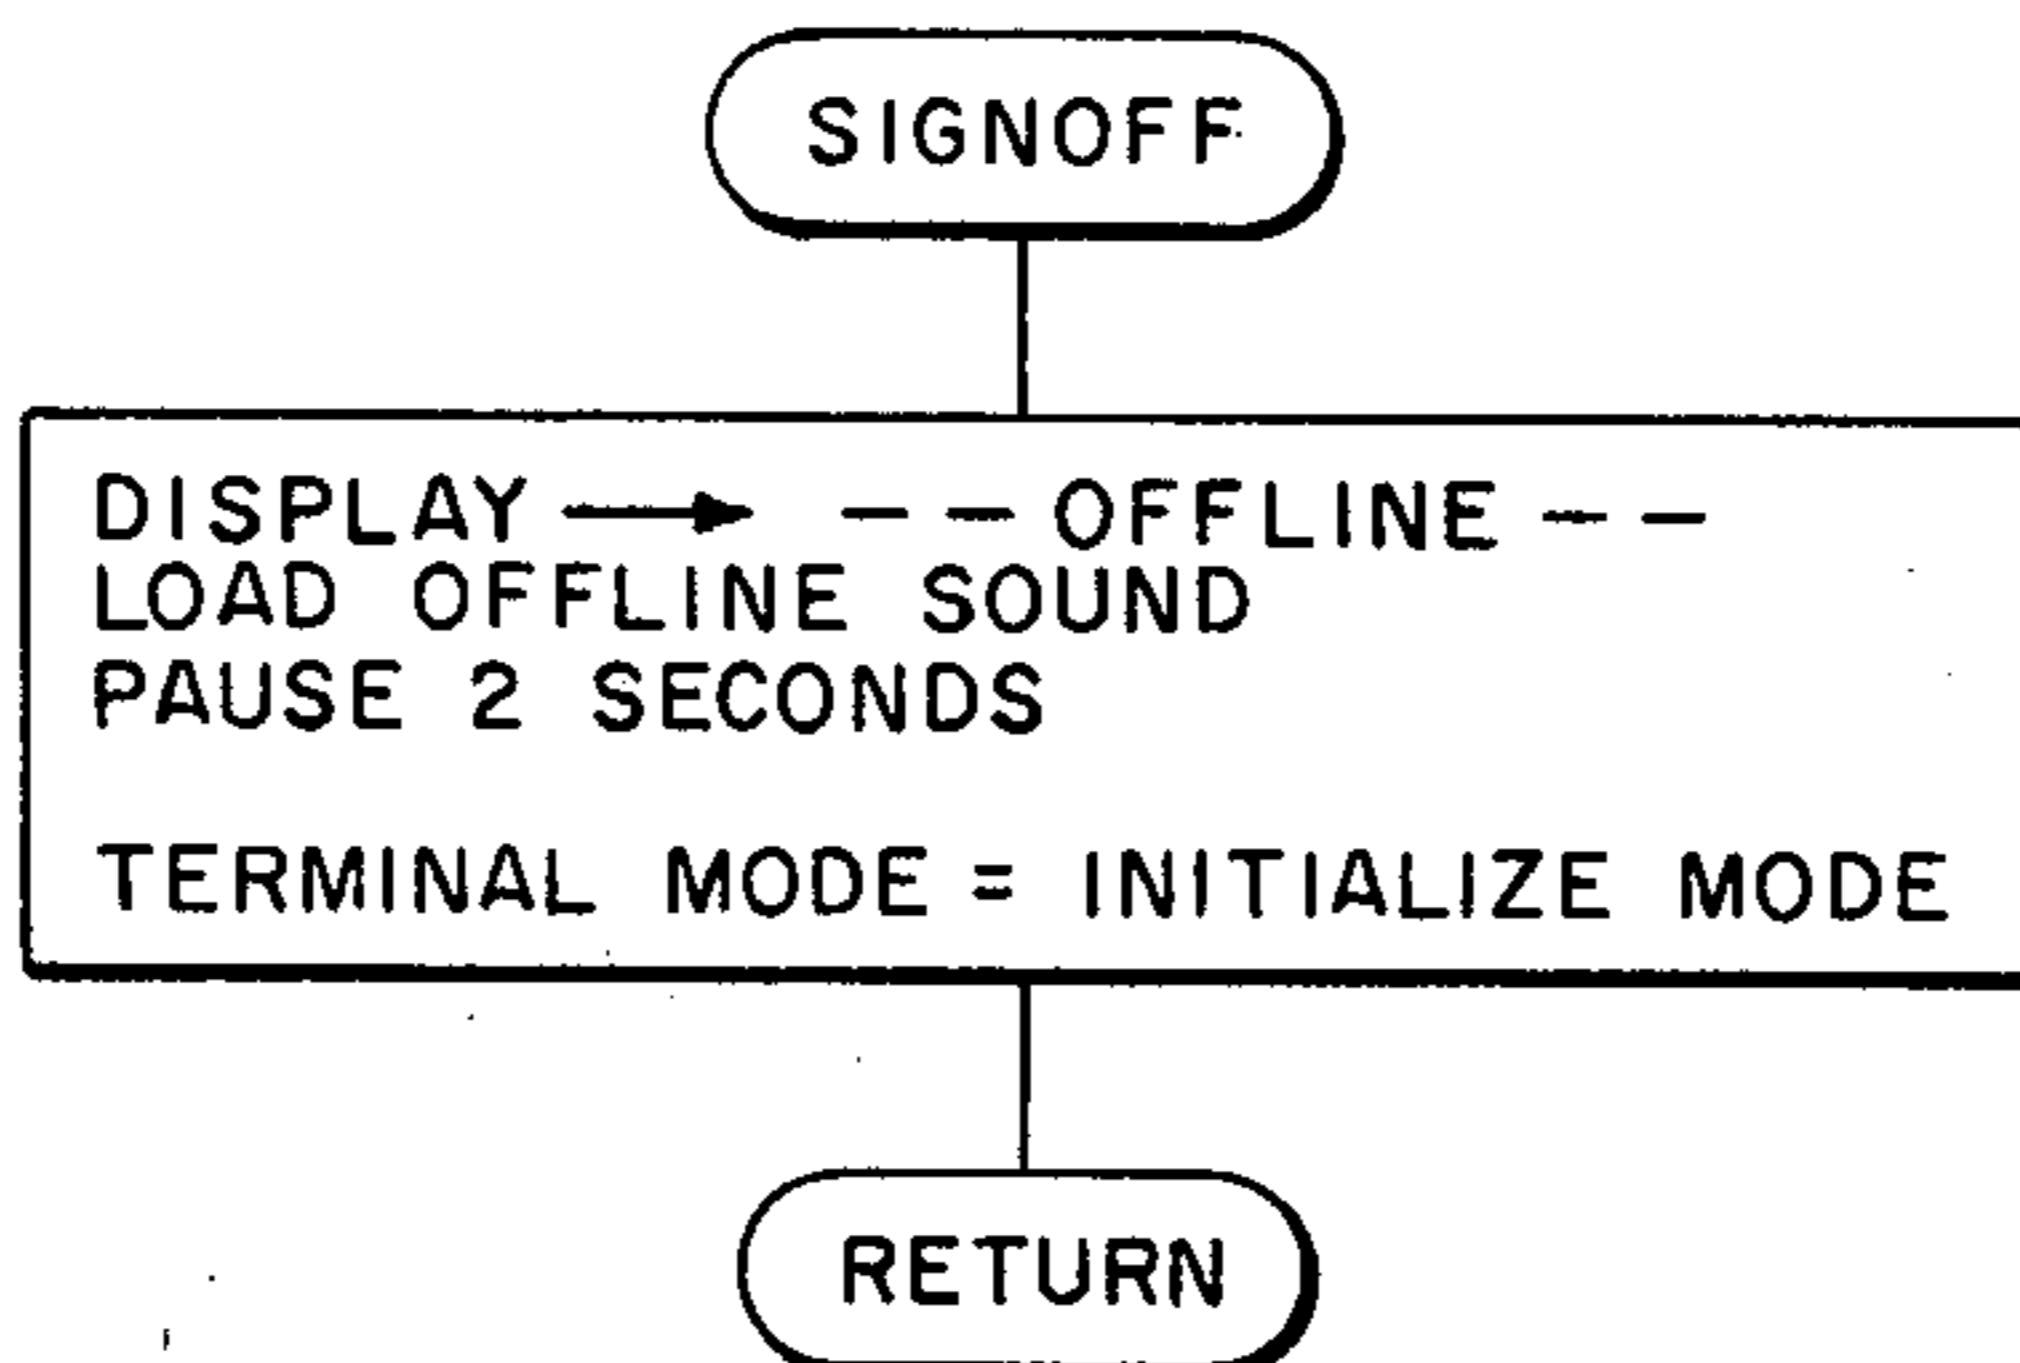 SIGNOFF
DISPLAY → -- OFFLINE --
LOAD OFFLINE SOUND
PAUSE 2 SECONDS
TERMINAL MODE = INITIALIZE MODE
RETURN